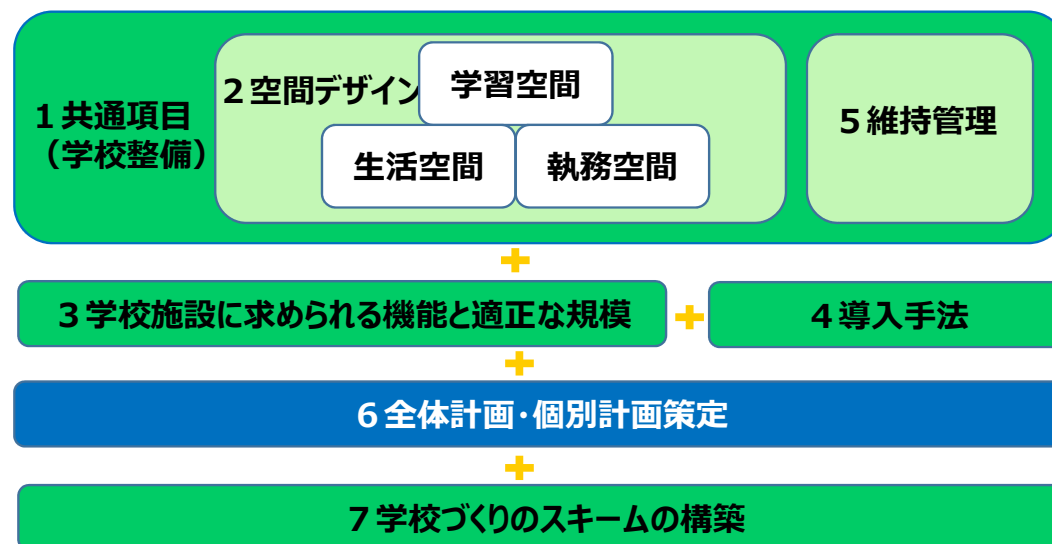 1共通項目
(学校整備)
2空間デザイン
学習空間
生活空間
執務空間
5維持管理
3学校施設に求められる機能と適正な規模
4導入手法
6全体計画・個別計画策定
7学校づくりのスキームの構築